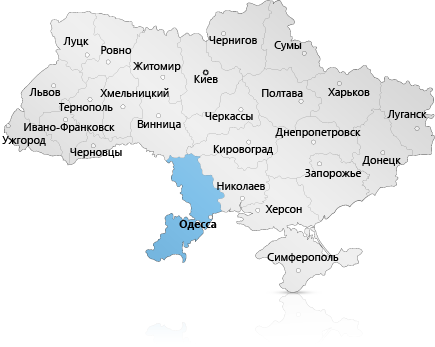 Чернигов
Луцк
Сумы
Ровно
Житомир
Киев
Львов
Хмельницкий
Полтава
Харьков
Тернополь
Черкассы
Луганск
Ивано-Франковск
Винница
Днепропетровск
Ужгород
Черновцы
Кировоград
Донецк
Запорожье
Николаев
Херсон
Одесса
Симферополь